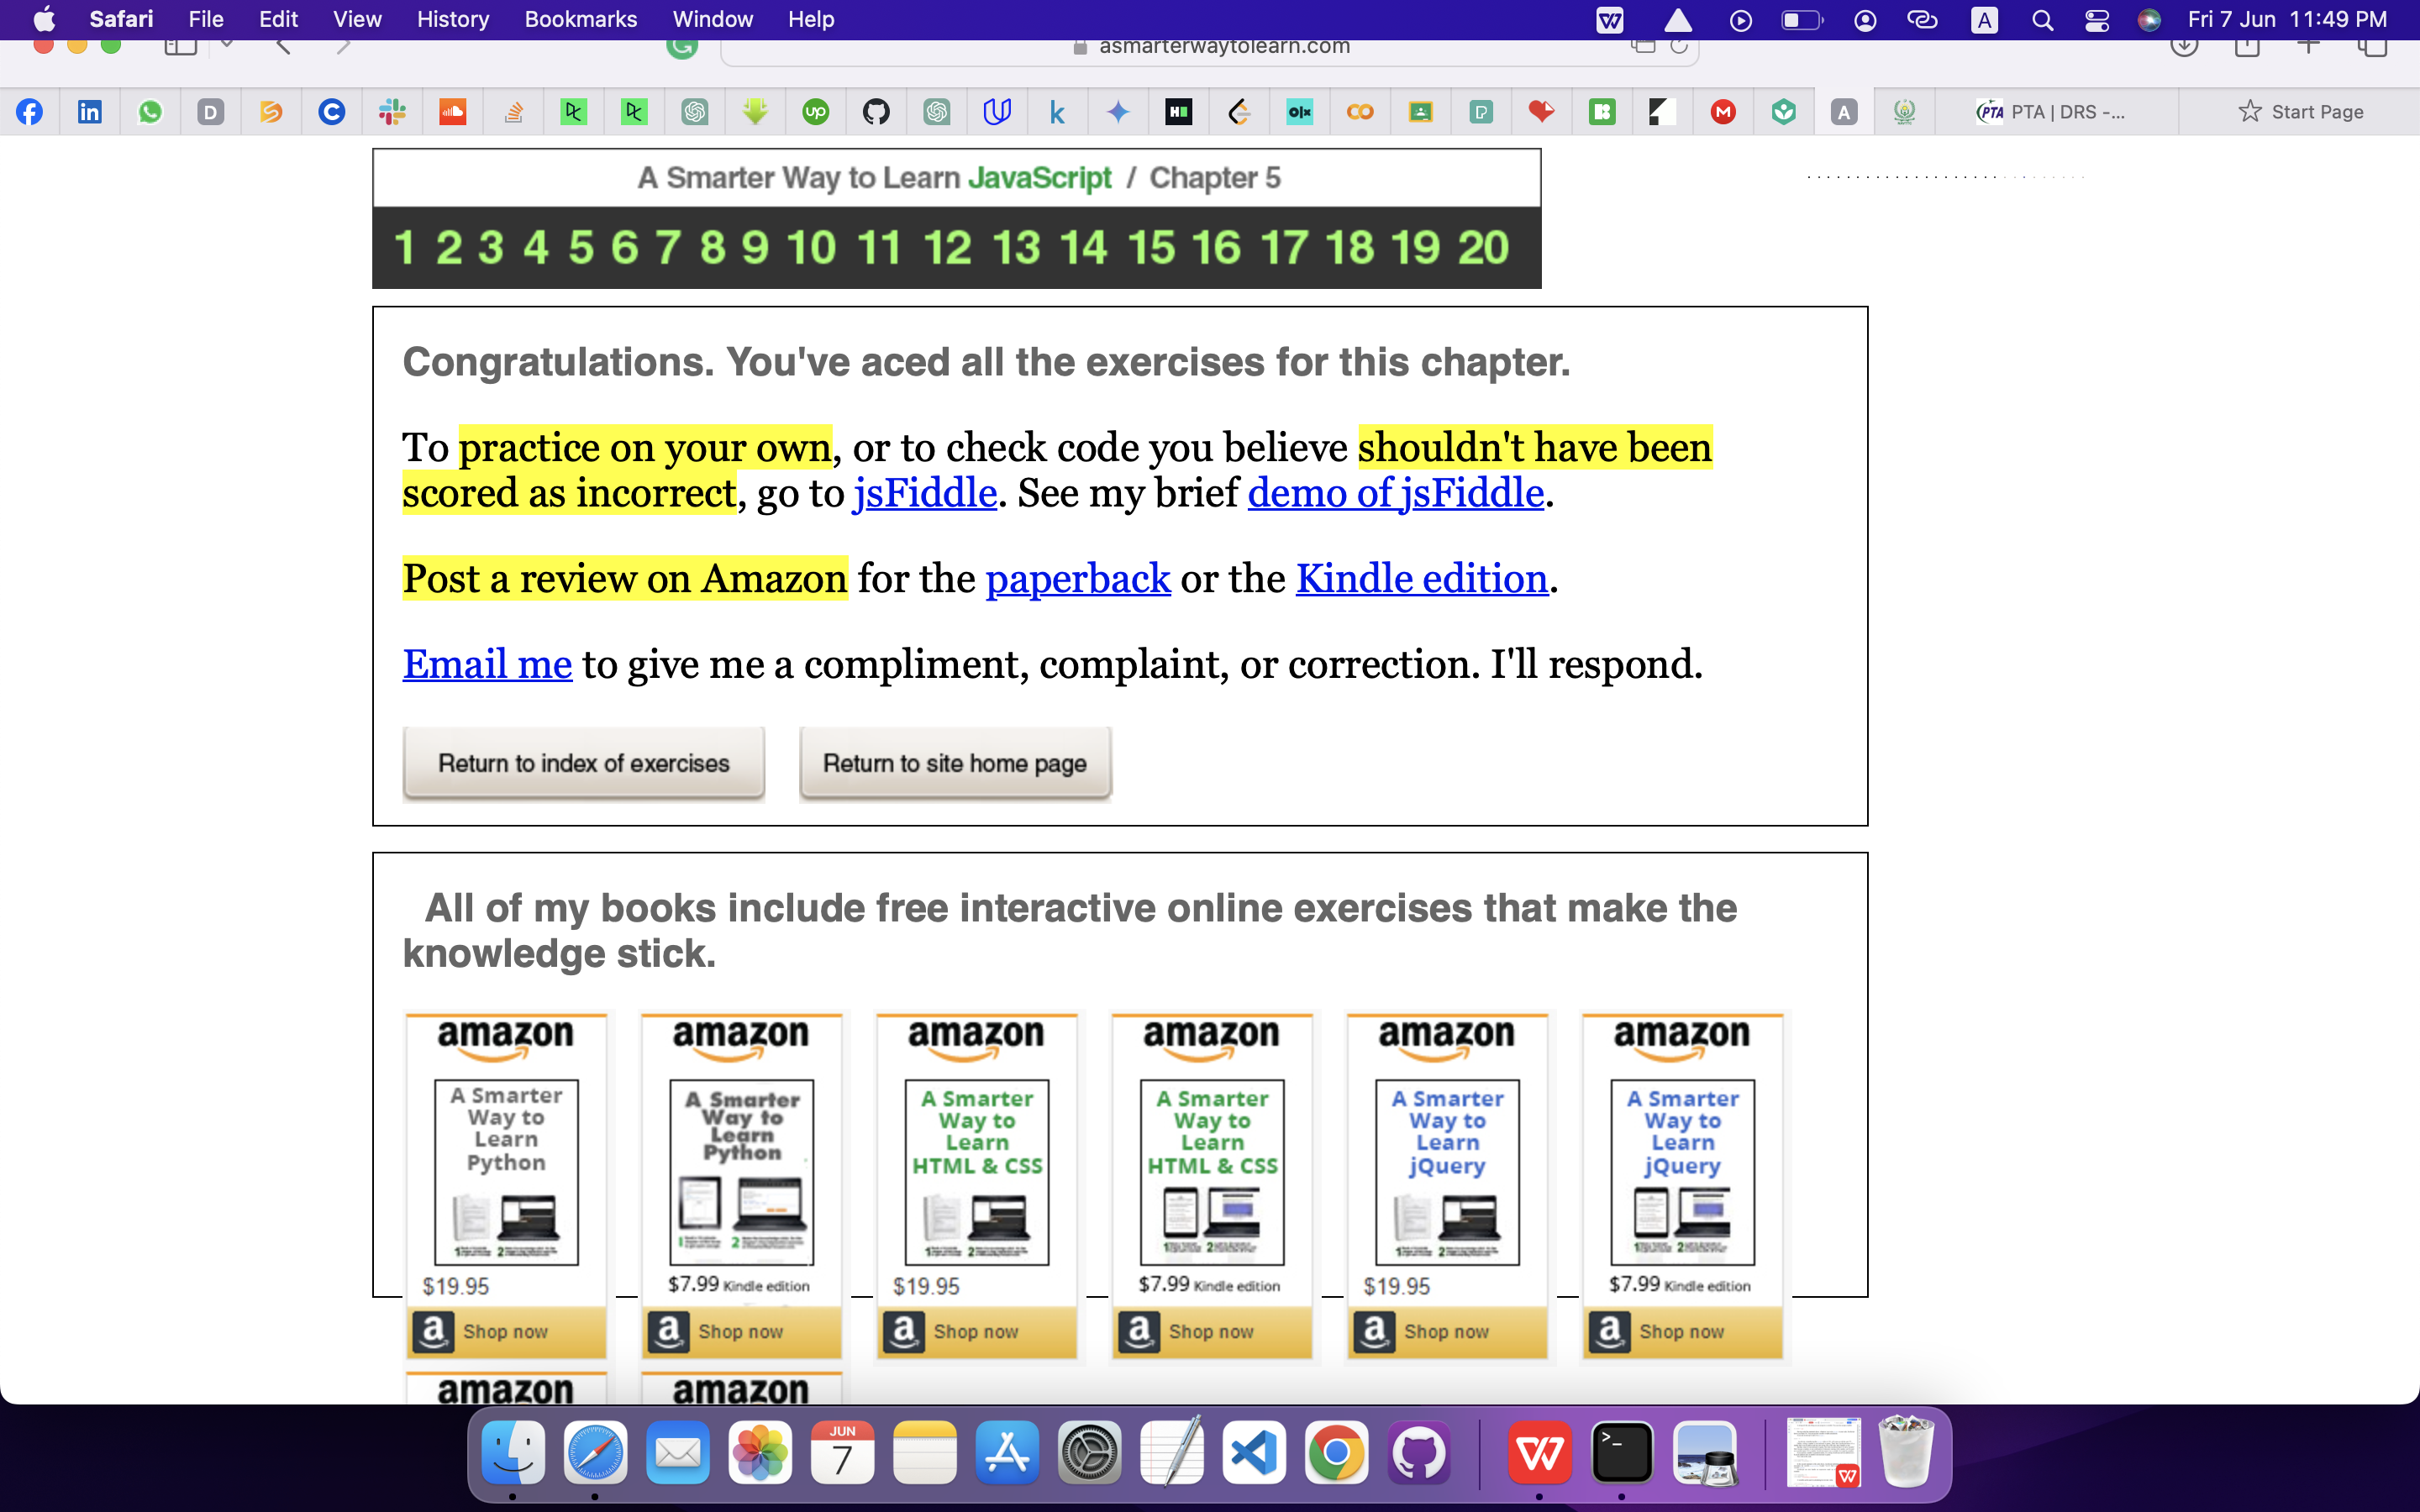 Safari File Edit View History Bookmarks Window Help A Fri 7 Jun 11:49 PM
asmarterwaytolearn.com
in D C DC DC up k H olx CO P M A PTA PTA | DRS -... Start Page
A Smarter Way to Learn JavaScript / Chapter 5
1 2 3 4 5 6 7 8 9 10 11 12 13 14 15 16 17 18 19 20
Congratulations. You've aced all the exercises for this chapter.
To practice on your own, or to check code you believe shouldn't have been
scored as incorrect, go to jsFiddle. See my brief demo of jsFiddle.
Post a review on Amazon for the paperback or the Kindle edition.
Email me to give me a compliment, complaint, or correction. I'll respond.
Return to index of exercises Return to site home page
All of my books include free interactive online exercises that make the
knowledge stick.
amazon amazon amazon amazon amazon amazon
A Smarter A Smarter A Smarter A Smarter A Smarter A Smarter
Way to Way to Way to Way to Way to Way to
Learn Learn Learn Learn Learn Learn
Python Python HTML & CSS HTML & CSS jQuery jQuery
$19.95 $7.99 Kindle edition $19.95 $7.99 Kindle edition $19.95 $7.99 Kindle edition
a Shop now a Shop now a Shop now a Shop now a Shop now a Shop now
amazon amazon
JUN
7